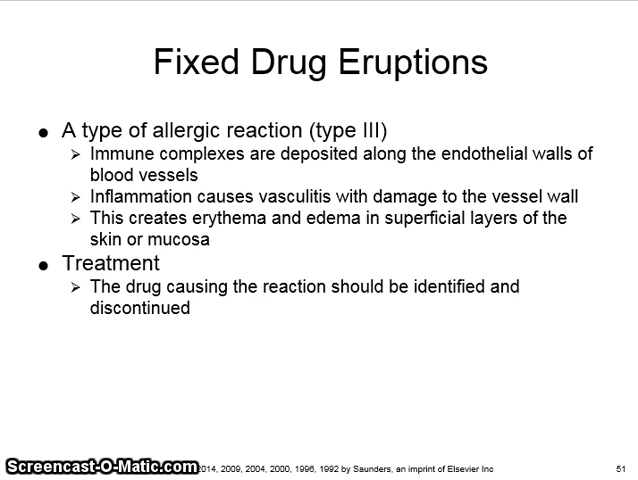 Fixed Drug Eruptions
● A type of allergic reaction (type III)
➢ Immune complexes are deposited along the endothelial walls of
blood vessels
➢ Inflammation causes vasculitis with damage to the vessel wall
➢ This creates erythema and edema in superficial layers of the
skin or mucosa
● Treatment
➢ The drug causing the reaction should be identified and
discontinued
Screencast-O-Matic.com 2014, 2009, 2004, 2000, 1996, 1992 by Saunders, an imprint of Elsevier Inc 51